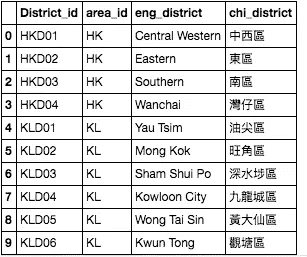 District_id area_id eng_district chi_district
0 HKD01 HK Central Western 中西區
1 HKD02 HK Eastern 東區
2 HKD03 HK Southern 南區
3 HKD04 HK Wanchai 灣仔區
4 KLD01 KL Yau Tsim 油尖區
5 KLD02 KL Mong Kok 旺角區
6 KLD03 KL Sham Shui Po 深水埗區
7 KLD04 KL Kowloon City 九龍城區
8 KLD05 KL Wong Tai Sin 黃大仙區
9 KLD06 KL Kwun Tong 觀塘區